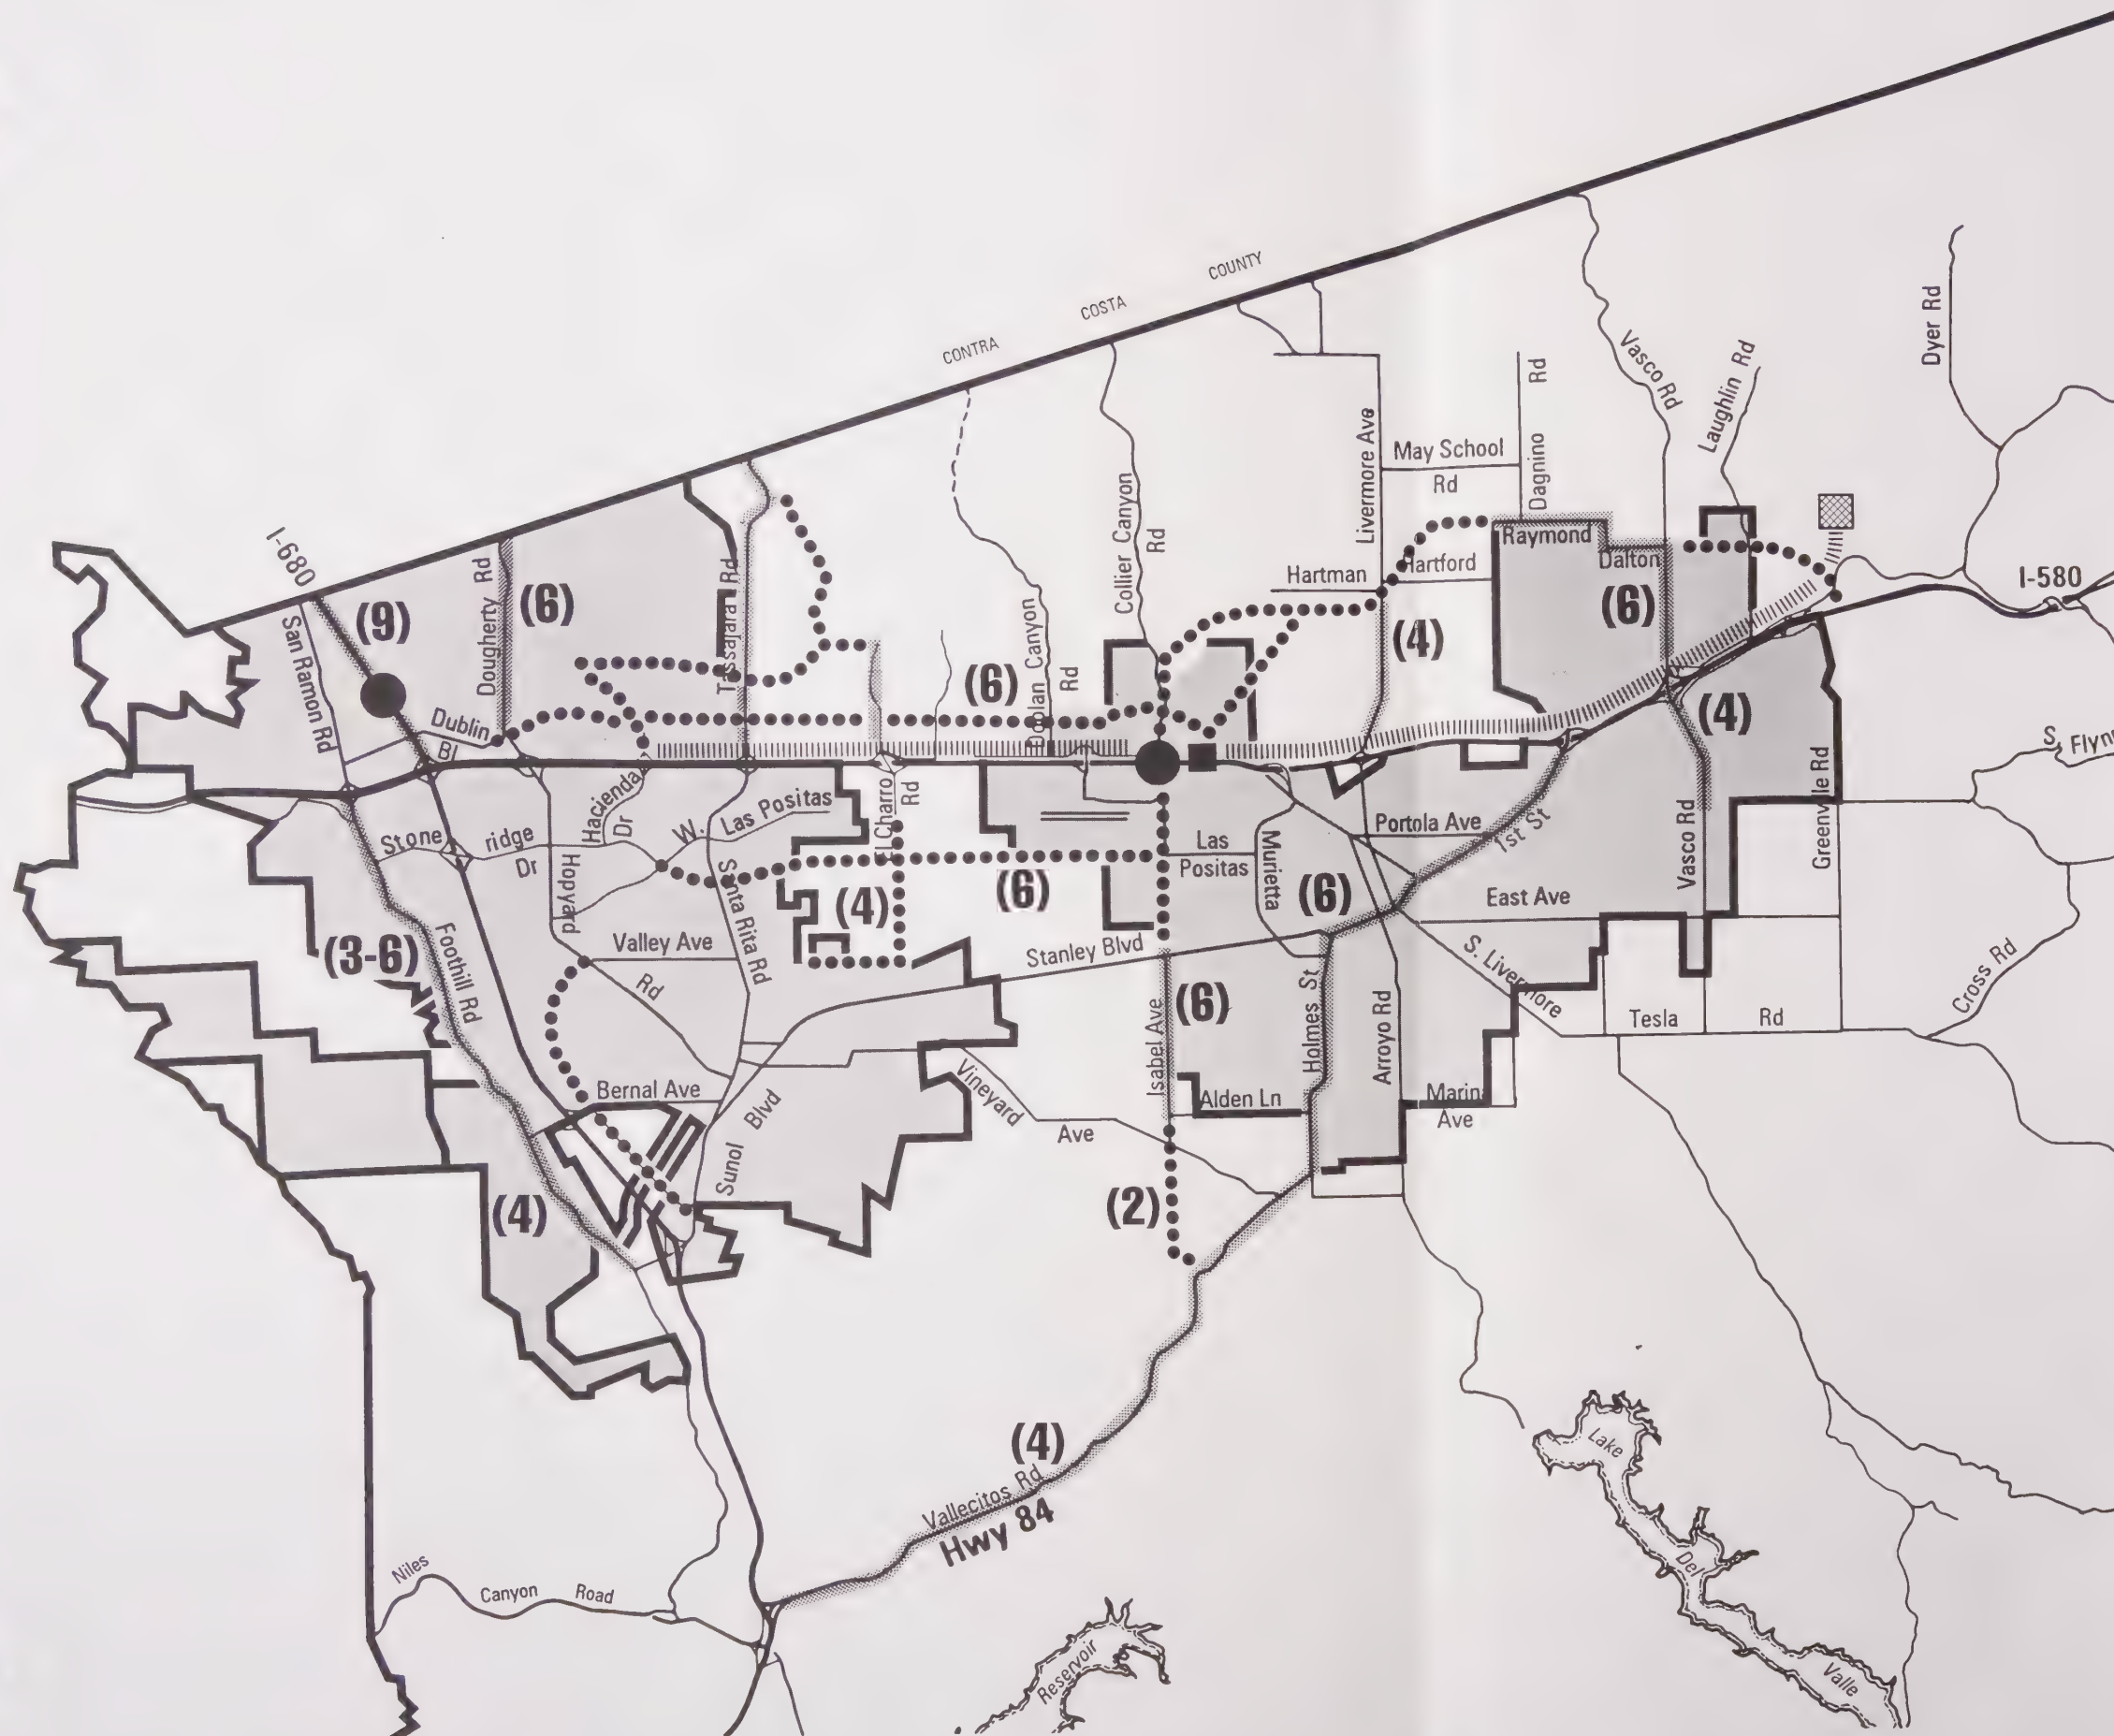 CONTRA COSTA COUNTY
I-680
(9)
San Ramon Rd
Dougherty Rd
(6)
Tassajara Rd
Dublin
Bl
(6)
Doolan Canyon
Rd
Collier Canyon
Rd
Livermore Ave
May School
Rd
Dagnino Rd
Hartman
Hartford
(4)
Raymond
Dalton
(6)
Vasco Rd
Laughlin Rd
Dyer Rd
I-580
(4)
S. Flynn
Greenville Rd
Vasco Rd
Stone ridge
Dr
Hacienda
Dr
W. Las Positas
El Charro
Rd
Hopyard
Rd
Santa Rita Rd
(4)
(6)
Las
Positas
Murietta
Portola Ave
1st St
(6)
East Ave
S. Livermore
Tesla Rd
Cross Rd
(3-6)
Foothill Rd
Valley Ave
Stanley Blvd
Isabel Ave
(6)
Holmes St
Arroyo Rd
Alden Ln
Marina
Ave
Bernal Ave
Sunol Blvd
Vineyard
Ave
(4)
(2)
(4)
Vallecitos Rd
Hwy 84
Niles Canyon Road
Reservoir
Lake
Del
Valle